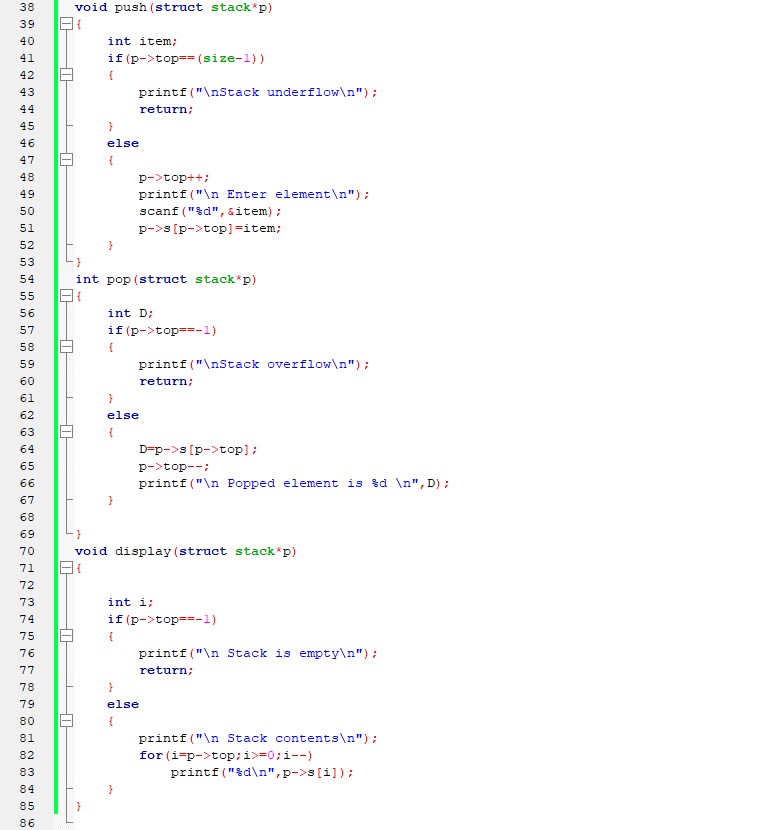 38 void push(struct stack*p)
39 {
40 int item;
41 if(p->top==(size-1))
42 {
43 printf("\nStack underflow\n");
44 return;
45 }
46 else
47 {
48 p->top++;
49 printf("\n Enter element\n");
50 scanf("%d",&item);
51 p->s[p->top]=item;
52 }
53 }
54 int pop(struct stack*p)
55 {
56 int D;
57 if(p->top==-1)
58 {
59 printf("\nStack overflow\n");
60 return;
61 }
62 else
63 {
64 D=p->s[p->top];
65 p->top--;
66 printf("\n Popped element is %d \n",D);
67 }
68
69 }
70 void display(struct stack*p)
71 {
72
73 int i;
74 if(p->top==-1)
75 {
76 printf("\n Stack is empty\n");
77 return;
78 }
79 else
80 {
81 printf("\n Stack contents\n");
82 for(i=p->top;i>=0;i--)
83 printf("%d\n",p->s[i]);
84 }
85 }
86